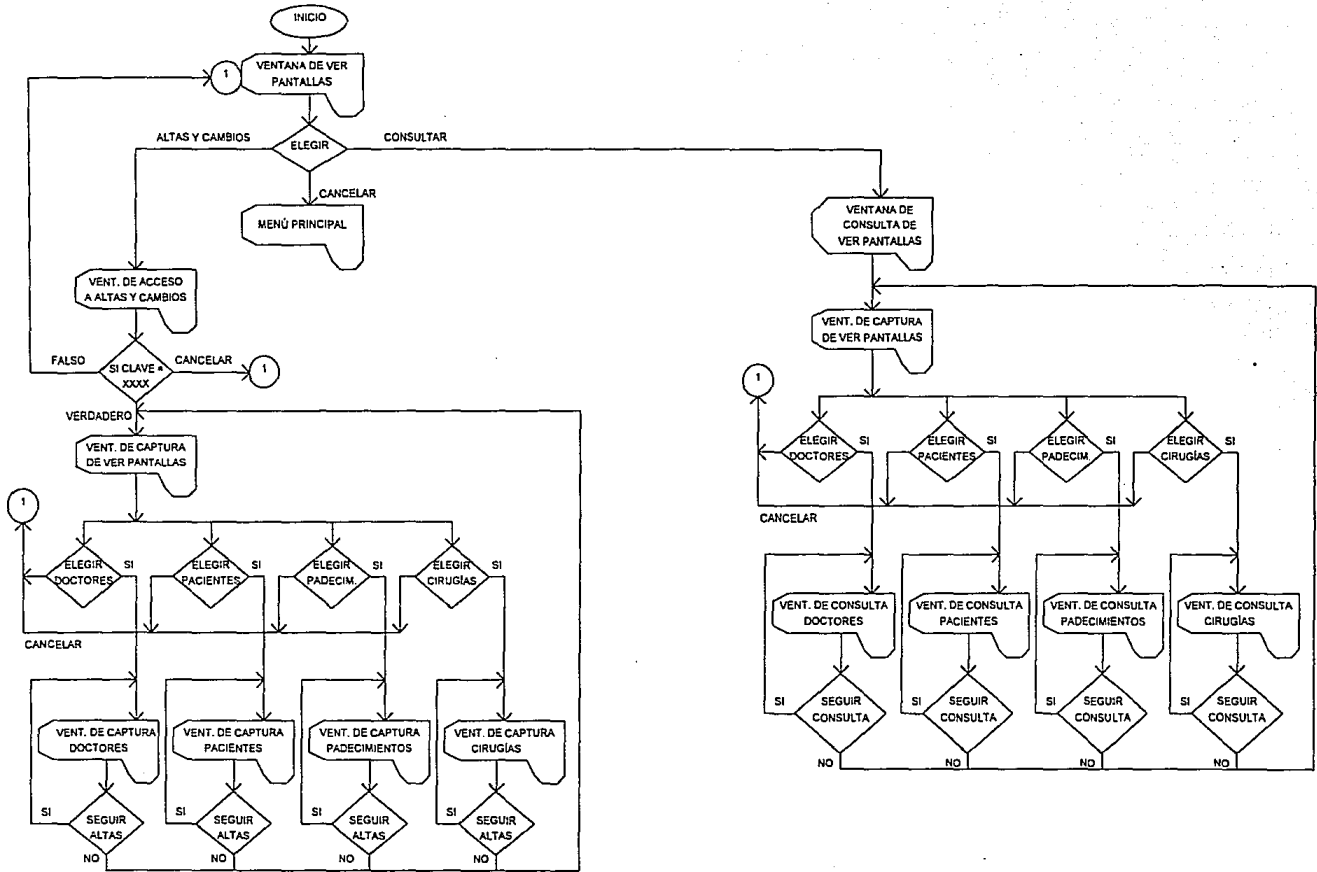 INICIO
1
VENTANA DE VER
PANTALLAS
ALTAS Y CAMBIOS
ELEGIR
CONSULTAR
CANCELAR
MENÚ PRINCIPAL
VENTANA DE
CONSULTA DE
VER PANTALLAS
VENT. DE ACCESO
A ALTAS Y CAMBIOS
VENT. DE CAPTURA
DE VER PANTALLAS
FALSO
SI CLAVE =
XXXX
CANCELAR
1
VERDADERO
VENT. DE CAPTURA
DE VER PANTALLAS
1
ELEGIR
DOCTORES
SI
ELEGIR
PACIENTES
SI
ELEGIR
PADECIM.
SI
ELEGIR
CIRUGÍAS
SI
CANCELAR
1
ELEGIR
DOCTORES
SI
ELEGIR
PACIENTES
SI
ELEGIR
PADECIM.
SI
ELEGIR
CIRUGÍAS
SI
CANCELAR
VENT. DE CONSULTA
DOCTORES
VENT. DE CONSULTA
PACIENTES
VENT. DE CONSULTA
PADECIMIENTOS
VENT. DE CONSULTA
CIRUGÍAS
SI
SEGUIR
CONSULTA
SI
SEGUIR
CONSULTA
SI
SEGUIR
CONSULTA
SI
SEGUIR
CONSULTA
NO
NO
NO
NO
VENT. DE CAPTURA
DOCTORES
VENT. DE CAPTURA
PACIENTES
VENT. DE CAPTURA
PADECIMIENTOS
VENT. DE CAPTURA
CIRUGÍAS
SI
SEGUIR
ALTAS
SI
SEGUIR
ALTAS
SI
SEGUIR
ALTAS
SI
SEGUIR
ALTAS
NO
NO
NO
NO